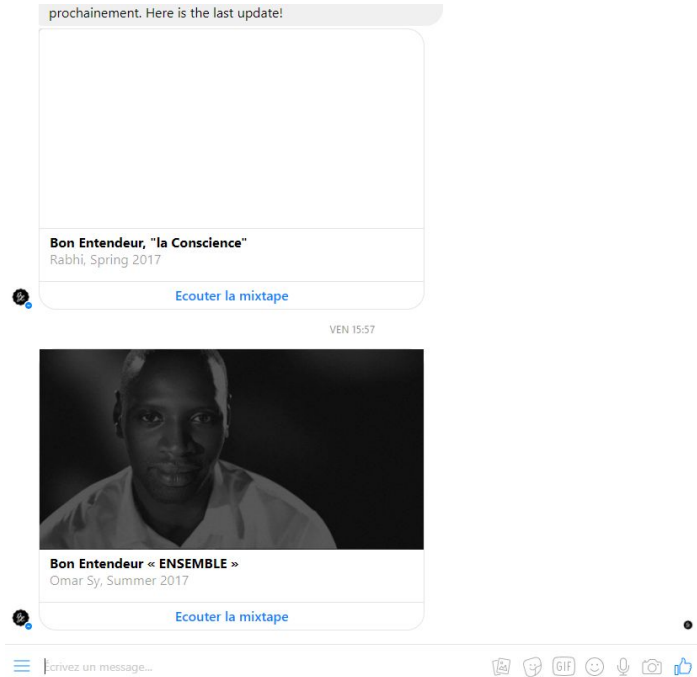 prochainement. Here is the last update!
Bon Entendeur, "la Conscience"
Rabhi, Spring 2017
Ecouter la mixtape
VEN 15:57
Bon Entendeur « ENSEMBLE »
Omar Sy, Summer 2017
Ecouter la mixtape
Écrivez un message...
GIF